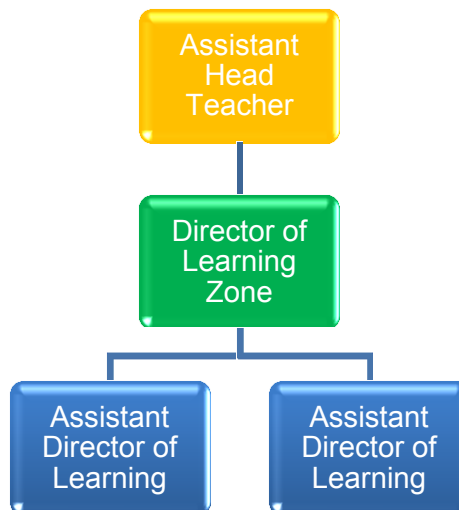 Assistant
Head
Teacher
Director of
Learning
Zone
Assistant
Director of
Learning
Assistant
Director of
Learning